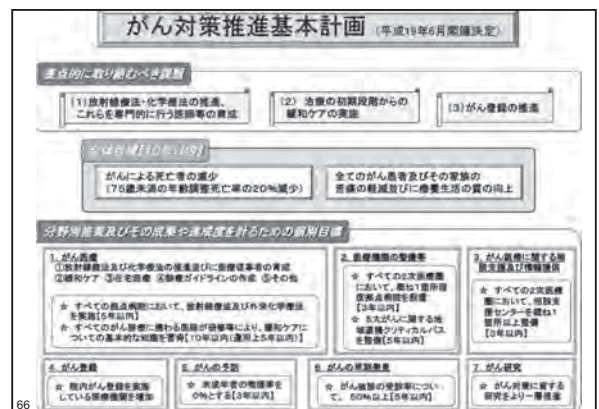 がん対策推進基本計画 (平成19年6月閣議決定)
重点的に取り組むべき課題
(1)放射線療法・化学療法の推進、
これらを専門的に行う医師等の育成
(2) 治療の初期段階からの
緩和ケアの実施
(3)がん登録の推進
全体目標【10年以内】
がんによる死亡者の減少
(75歳未満の年齢調整死亡率の20%減少)
全てのがん患者及びその家族の
苦痛の軽減並びに療養生活の質の向上
分野別施策及びその成果や達成度を計るための個別目標
1. がん医療
①放射線療法及び化学療法の推進並びに医療従事者の育成
②緩和ケア ③在宅医療 ④診療ガイドラインの作成 ⑤その他
☆ すべての拠点病院において、放射線療法及び外来化学療法
を実施【5年以内】
☆ すべてのがん診療に携わる医師が研修等により、緩和ケアに
ついての基本的な知識を習得【10年以内(運用上5年以内)】
2. 医療機関の整備等
☆ すべての2次医療圏
において、概ね1箇所程
度拠点病院を設置
【3年以内】
☆ 5大がんに関する地
域連携クリティカルパス
を整備【5年以内】
3. がん医療に関する相
談支援及び情報提供
☆ すべての2次医療
圏において、相談支
援センターを概ね1
箇所以上整備
【3年以内】
4. がん登録
☆ 院内がん登録を実施
している医療機関を増加
5. がんの予防
☆ 未成年者の喫煙率を
0%とする【3年以内】
6. がんの早期発見
☆ がん検診の受診率につい
て、50%以上【5年以内】
7. がん研究
☆ がん対策に資する
研究をより一層推進
66